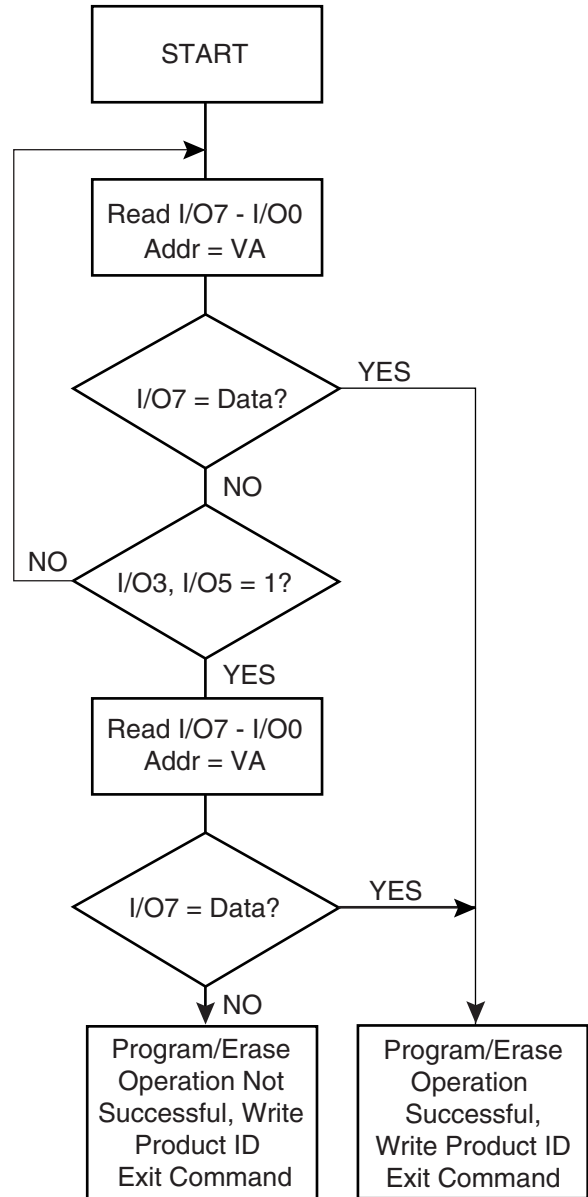 START
Read I/O7 - I/O0
Addr = VA
YES
I/O7 = Data?
NO
NO
I/O3, I/O5 = 1?
YES
Read I/O7 - I/O0
Addr = VA
YES
I/O7 = Data?
NO
Program/Erase
Operation Not
Successful, Write
Product ID
Exit Command
Program/Erase
Operation
Successful,
Write Product ID
Exit Command